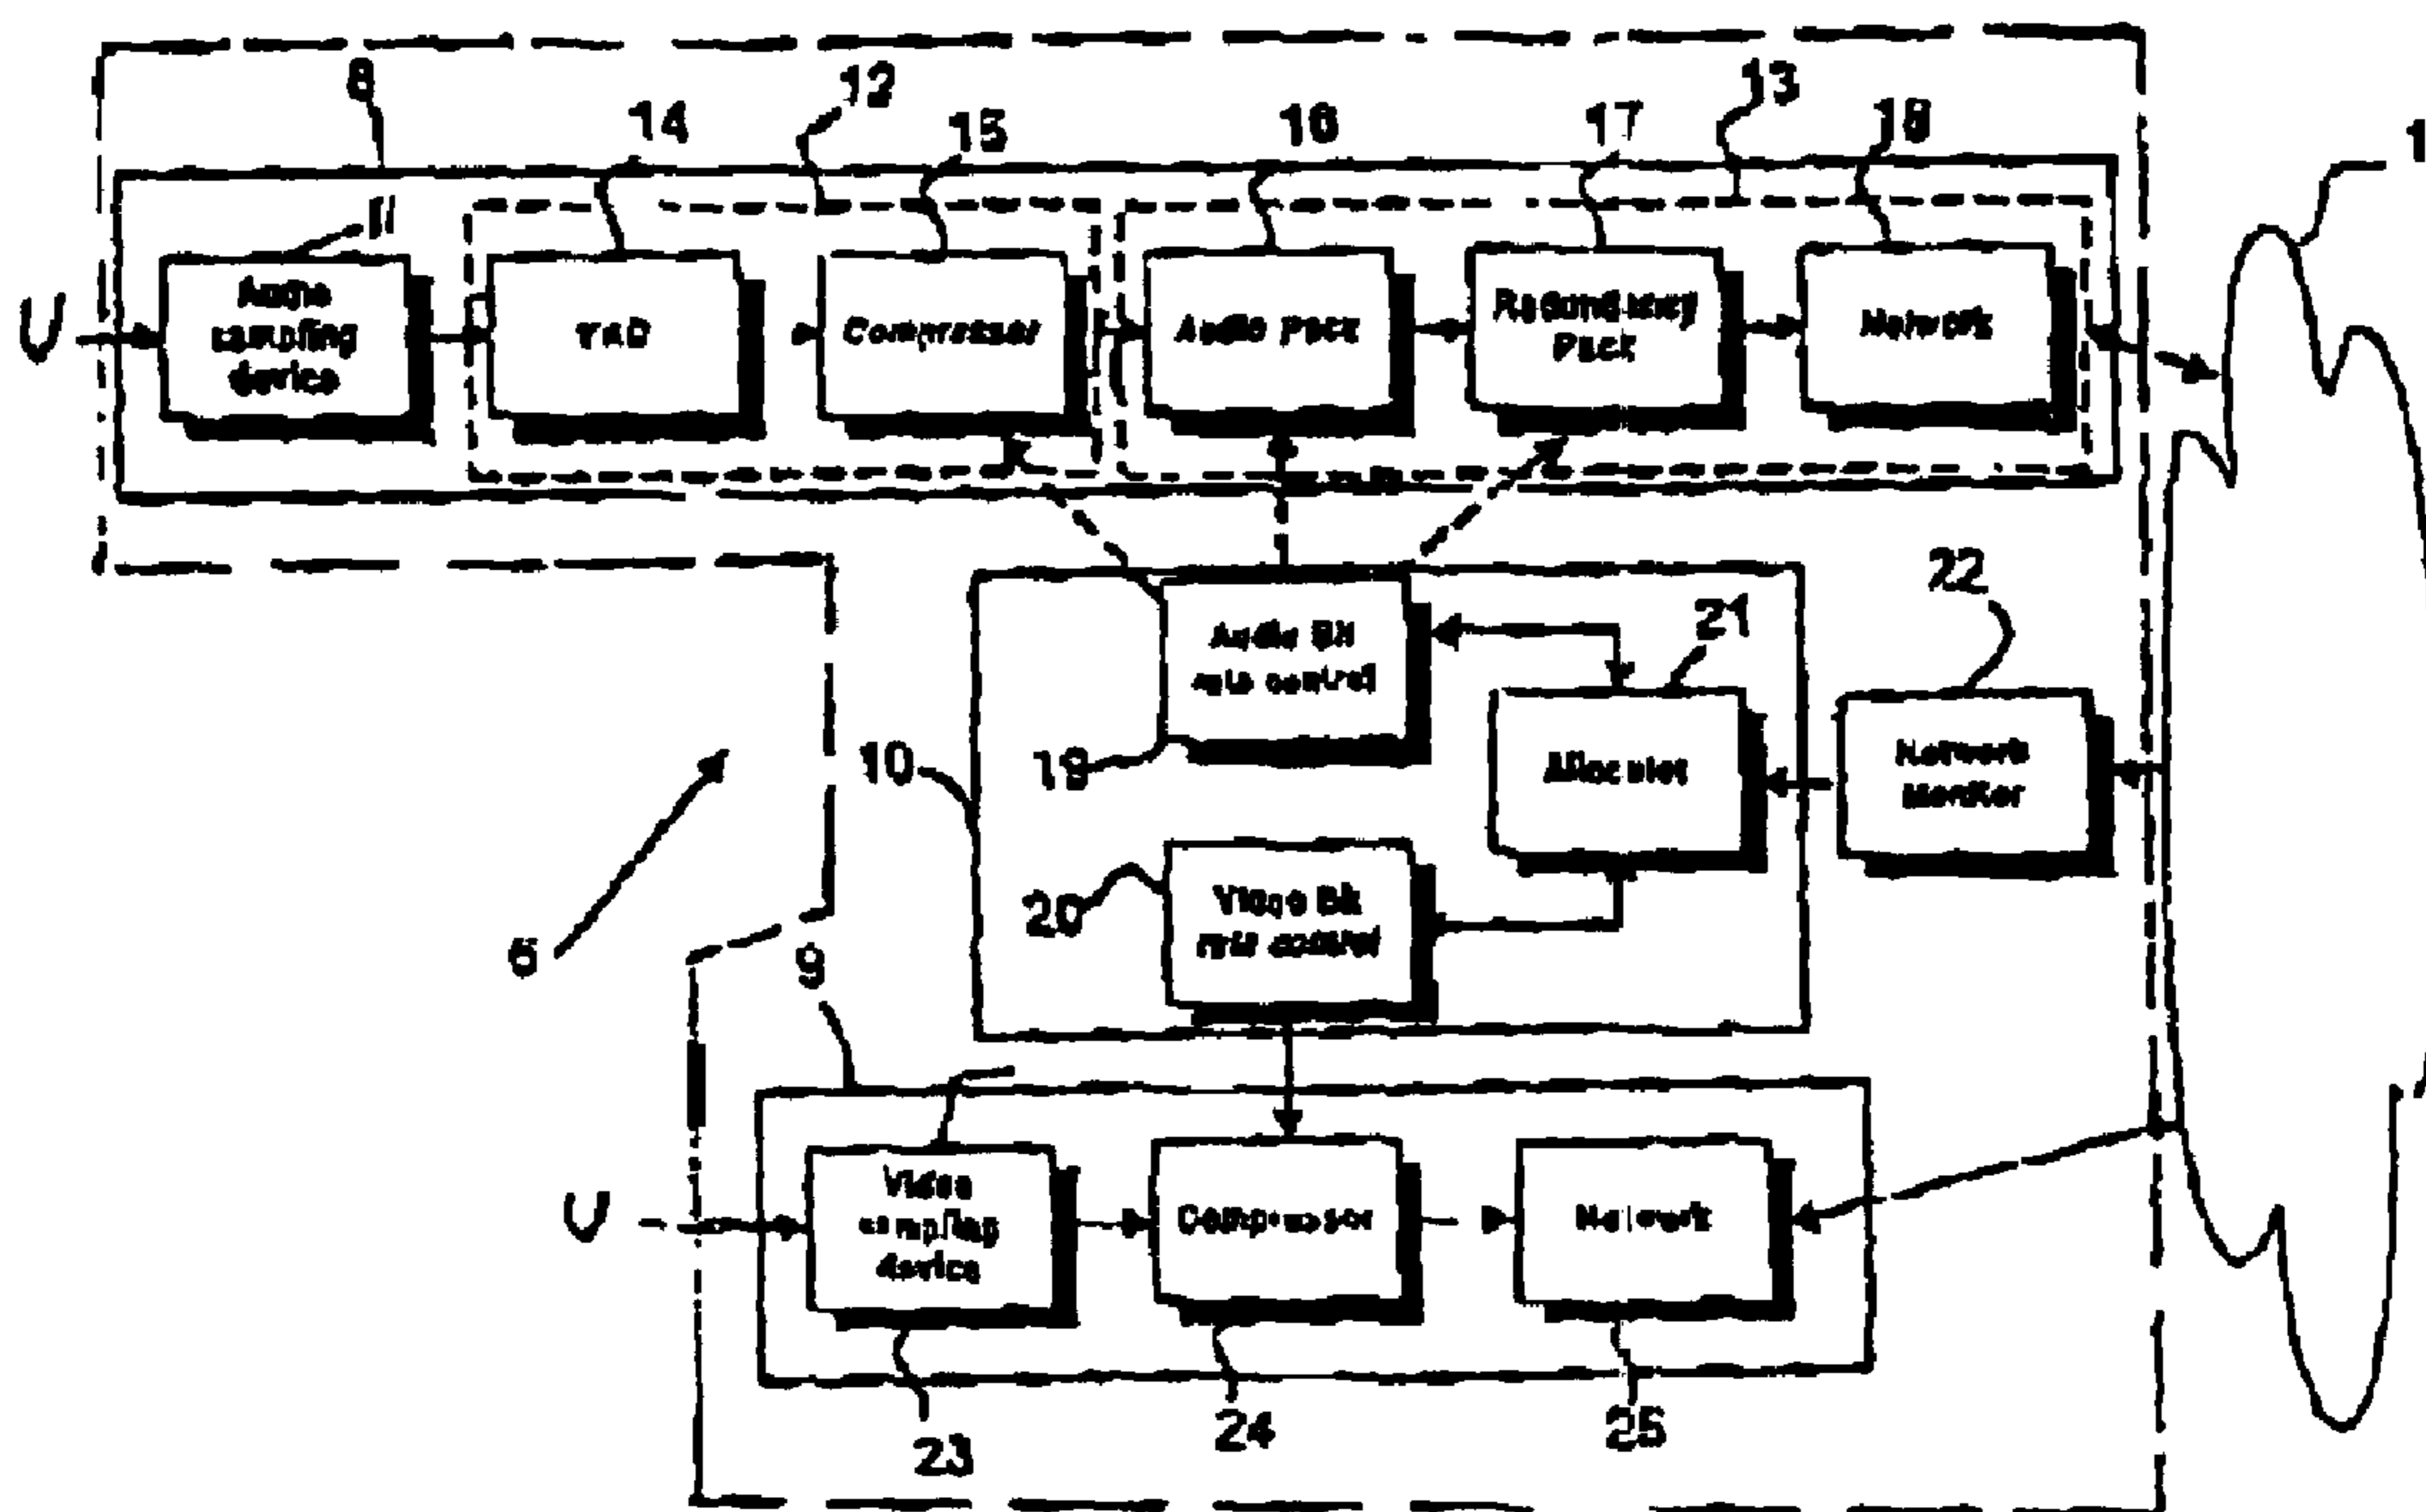 8
12
13
14
15
16
17
18
1
11
U
Audio
sampling
device
Compressor
Audio Pack
Redundancy
Pack
Network
22
21
Audio Bit
rate control
10
19
Allocator
Network
Monitor
20
Video Bit
rate control
6
9
U
Video
sampling
device
Compressor
Network
23
24
25